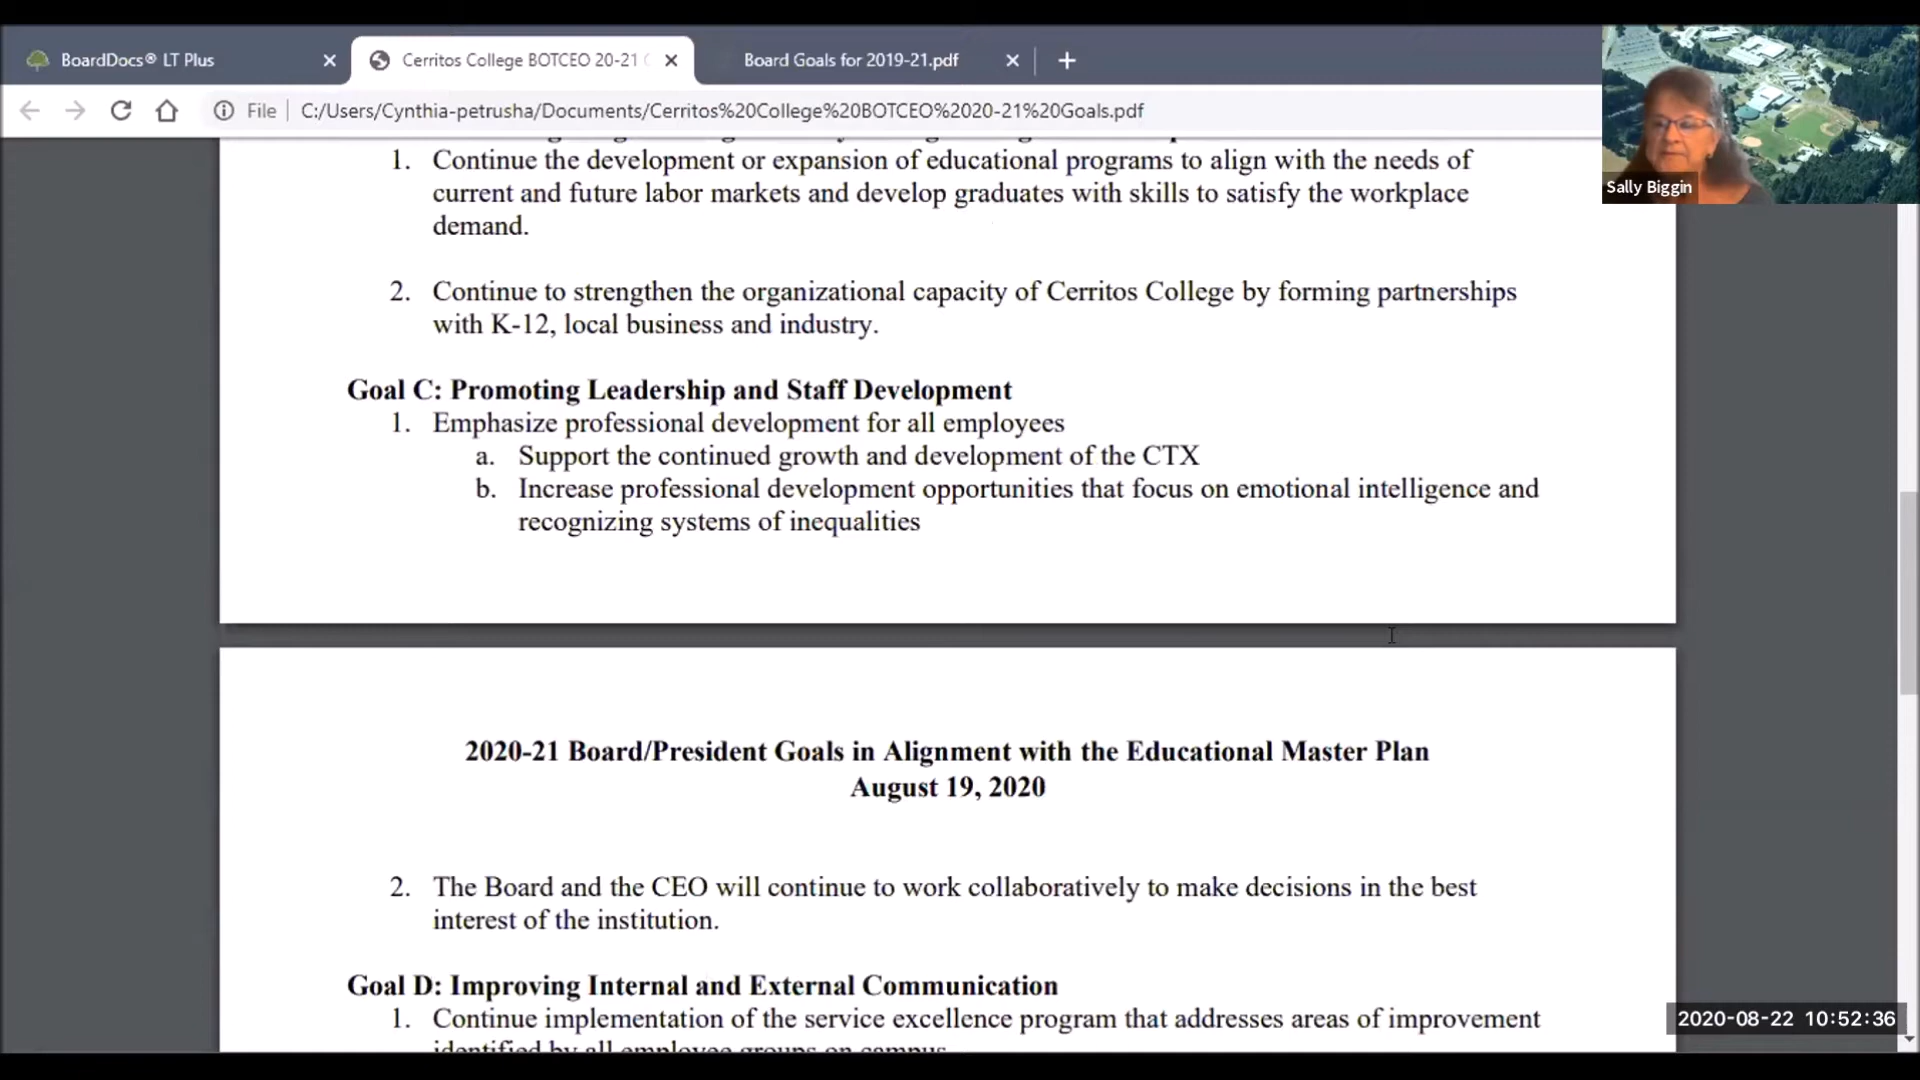 BoardDocs® LT Plus
Cerritos College BOTCEO 20-21
Board Goals for 2019-21.pdf
File
C:/Users/Cynthia-petrusha/Documents/Cerritos%20College%20BOTCEO%2020-21%20Goals.pdf
Sally Biggin
1. Continue the development or expansion of educational programs to align with the needs of
current and future labor markets and develop graduates with skills to satisfy the workplace
demand.
2. Continue to strengthen the organizational capacity of Cerritos College by forming partnerships
with K-12, local business and industry.
Goal C: Promoting Leadership and Staff Development
1. Emphasize professional development for all employees
a. Support the continued growth and development of the CTX
b. Increase professional development opportunities that focus on emotional intelligence and
recognizing systems of inequalities
2020-21 Board/President Goals in Alignment with the Educational Master Plan
August 19, 2020
2. The Board and the CEO will continue to work collaboratively to make decisions in the best
interest of the institution.
Goal D: Improving Internal and External Communication
1. Continue implementation of the service excellence program that addresses areas of improvement
identified by all employee groups on campus
2020-08-22 10:52:36